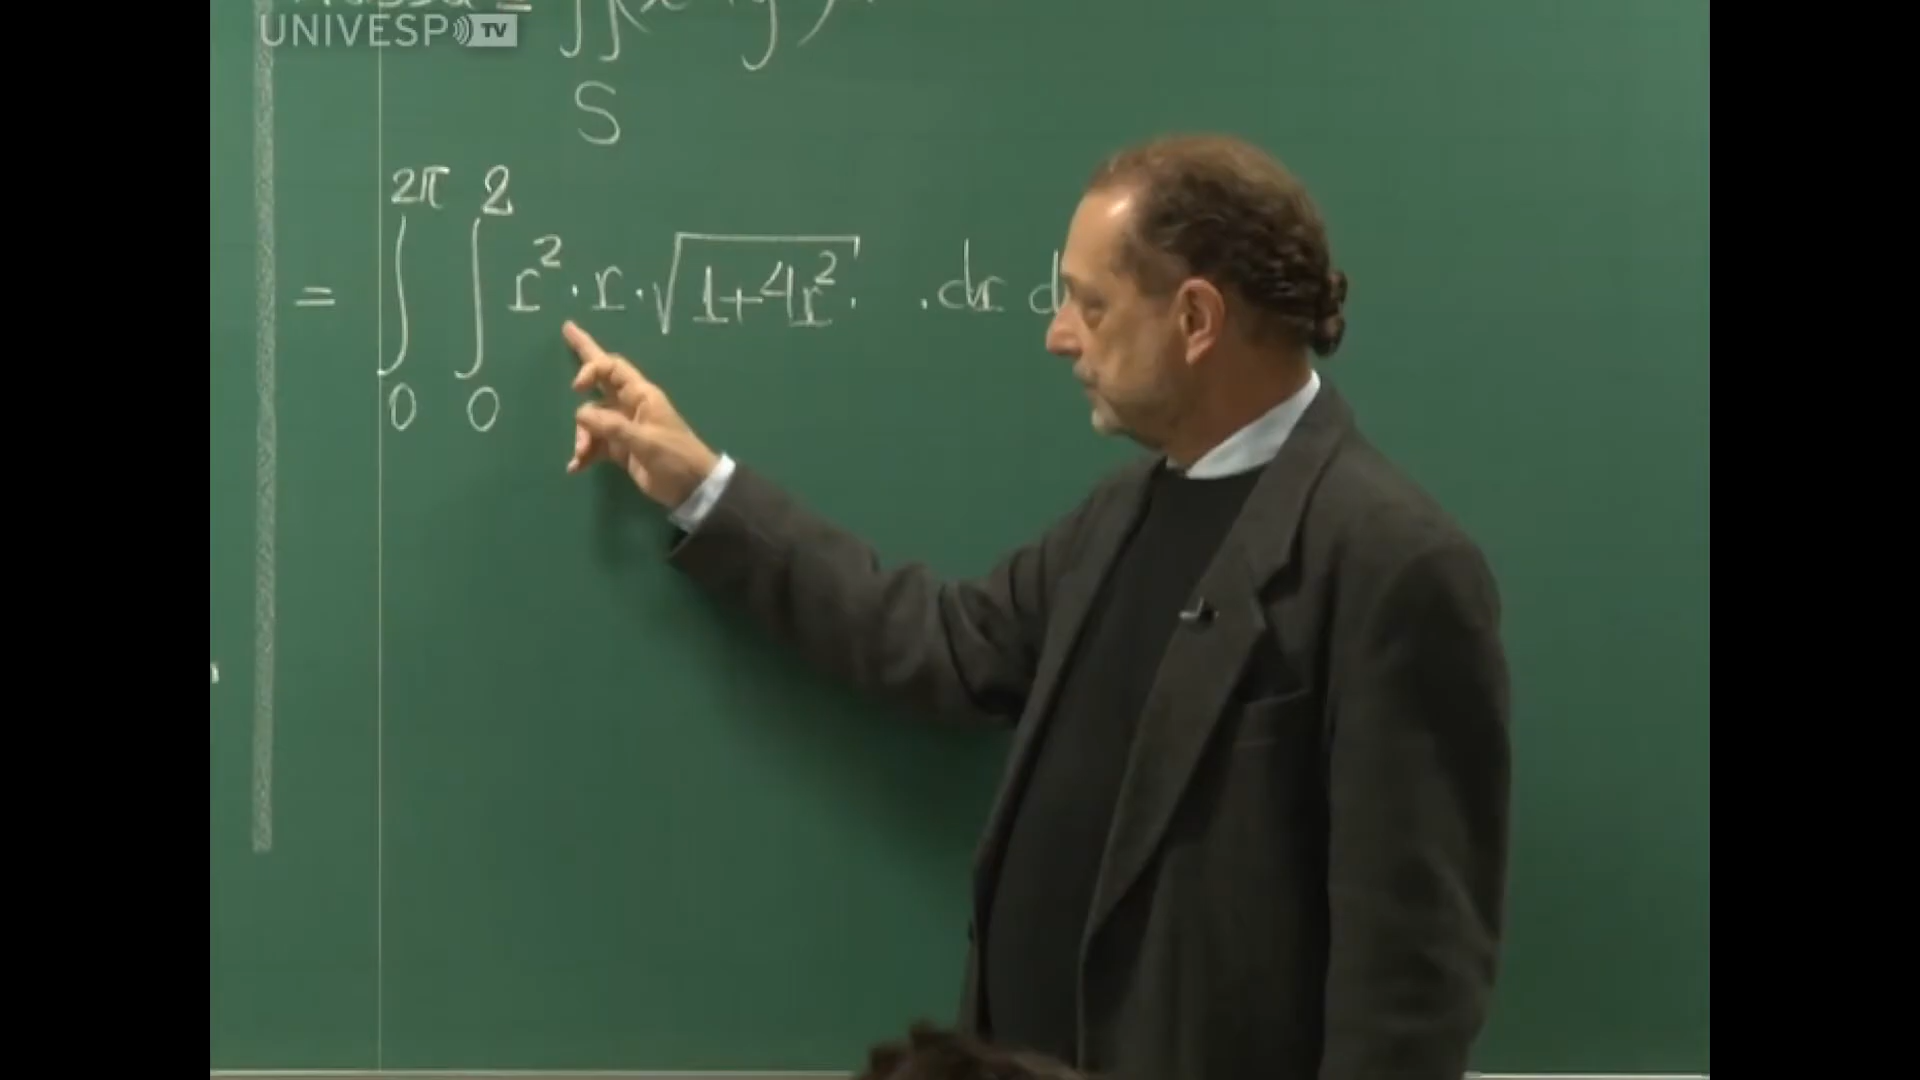 UNIVESP TV
S
2π 2
= ∫ ∫ r² · r · √1+4r² · · dr d
0 0